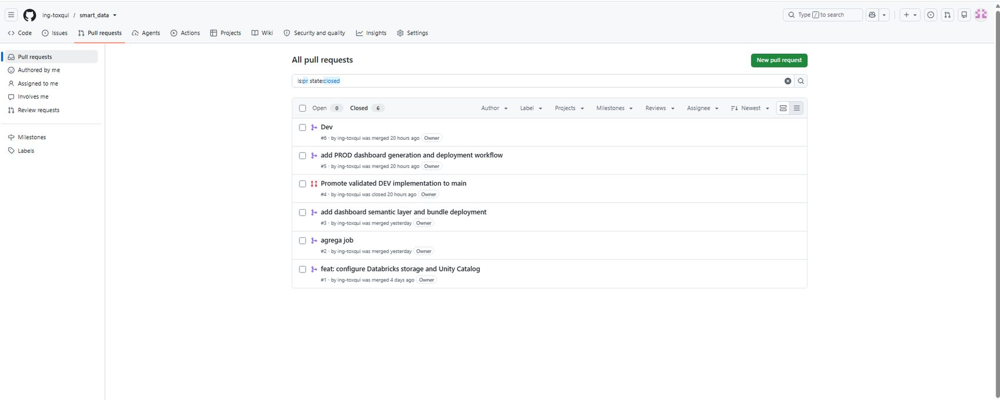 ing-toxqui / smart_data
Type / to search
Code Issues Pull requests Agents Actions Projects Wiki Security and quality Insights Settings
Pull requests
Authored by me
Assigned to me
Involves me
Review requests
Milestones
Labels
All pull requests
New pull request
is:pr state:closed
Open 0 Closed 6 Author Label Projects Milestones Reviews Assignee Newest
Dev
#6 · by ing-toxqui was merged 20 hours ago Owner
add PROD dashboard generation and deployment workflow
#5 · by ing-toxqui was merged 20 hours ago Owner
Promote validated DEV implementation to main
#4 · by ing-toxqui was closed 20 hours ago Owner
add dashboard semantic layer and bundle deployment
#3 · by ing-toxqui was merged yesterday Owner
agrega job
#2 · by ing-toxqui was merged yesterday Owner
feat: configure Databricks storage and Unity Catalog
#1 · by ing-toxqui was merged 4 days ago Owner